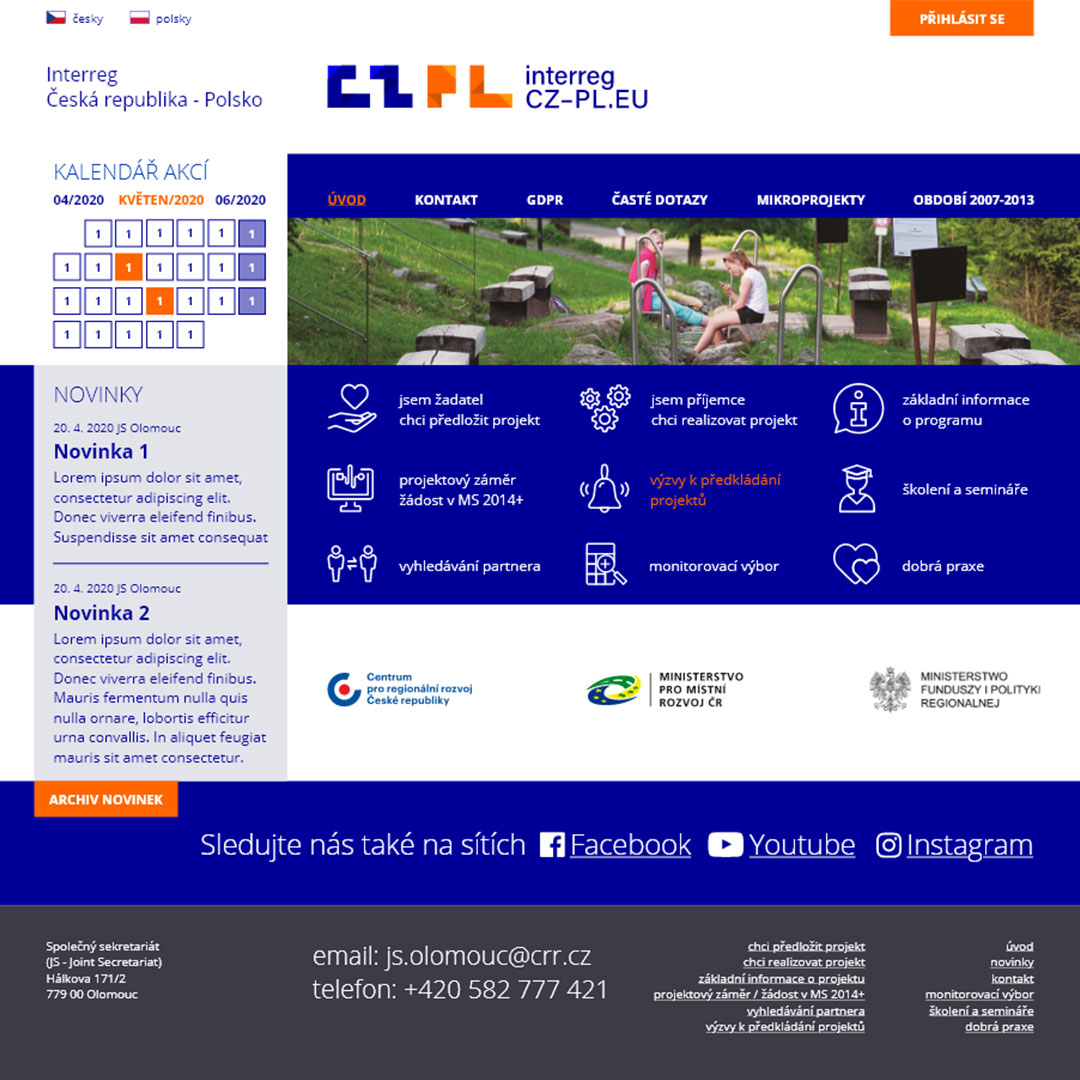 česky polsky
PŘIHLÁSIT SE
Interreg
Česká republika - Polsko
CZ PL
interreg
CZ-PL.EU
KALENDÁŘ AKCÍ
04/2020 KVĚTEN/2020 06/2020
1 1 1 1 1 1
1 1 1 1 1 1 1
1 1 1 1 1 1 1
1 1 1 1 1
ÚVOD KONTAKT GDPR ČASTÉ DOTAZY MIKROPROJEKTY OBDOBÍ 2007-2013
NOVINKY
20. 4. 2020 JS Olomouc
Novinka 1
Lorem ipsum dolor sit amet,
consectetur adipiscing elit.
Donec viverra eleifend finibus.
Suspendisse sit amet consequat
20. 4. 2020 JS Olomouc
Novinka 2
Lorem ipsum dolor sit amet,
consectetur adipiscing elit.
Donec viverra eleifend finibus.
Mauris fermentum nulla quis
nulla ornare, lobortis efficitur
urna convallis. In aliquet feugiat
mauris sit amet consectetur.
ARCHIV NOVINEK
jsem žadatel
chci předložit projekt
jsem příjemce
chci realizovat projekt
základní informace
o programu
projektový záměr
žádost v MS 2014+
výzvy k předkládání
projektů
školení a semináře
vyhledávání partnera
monitorovací výbor
dobrá praxe
Centrum
pro regionální rozvoj
České republiky
MINISTERSTVO
PRO MÍSTNÍ
ROZVOJ ČR
MINISTERSTWO
FUNDUSZY I POLITYKI
REGIONALNEJ
Sledujte nás také na sítích Facebook Youtube Instagram
Společný sekretariát
(JS - Joint Secretariat)
Hálkova 171/2
779 00 Olomouc
email: js.olomouc@crr.cz
telefon: +420 582 777 421
chci předložit projekt
chci realizovat projekt
základní informace o projektu
projektový záměr / žádost v MS 2014+
vyhledávání partnera
výzvy k předkládání projektů
úvod
novinky
kontakt
monitorovací výbor
školení a semináře
dobrá praxe